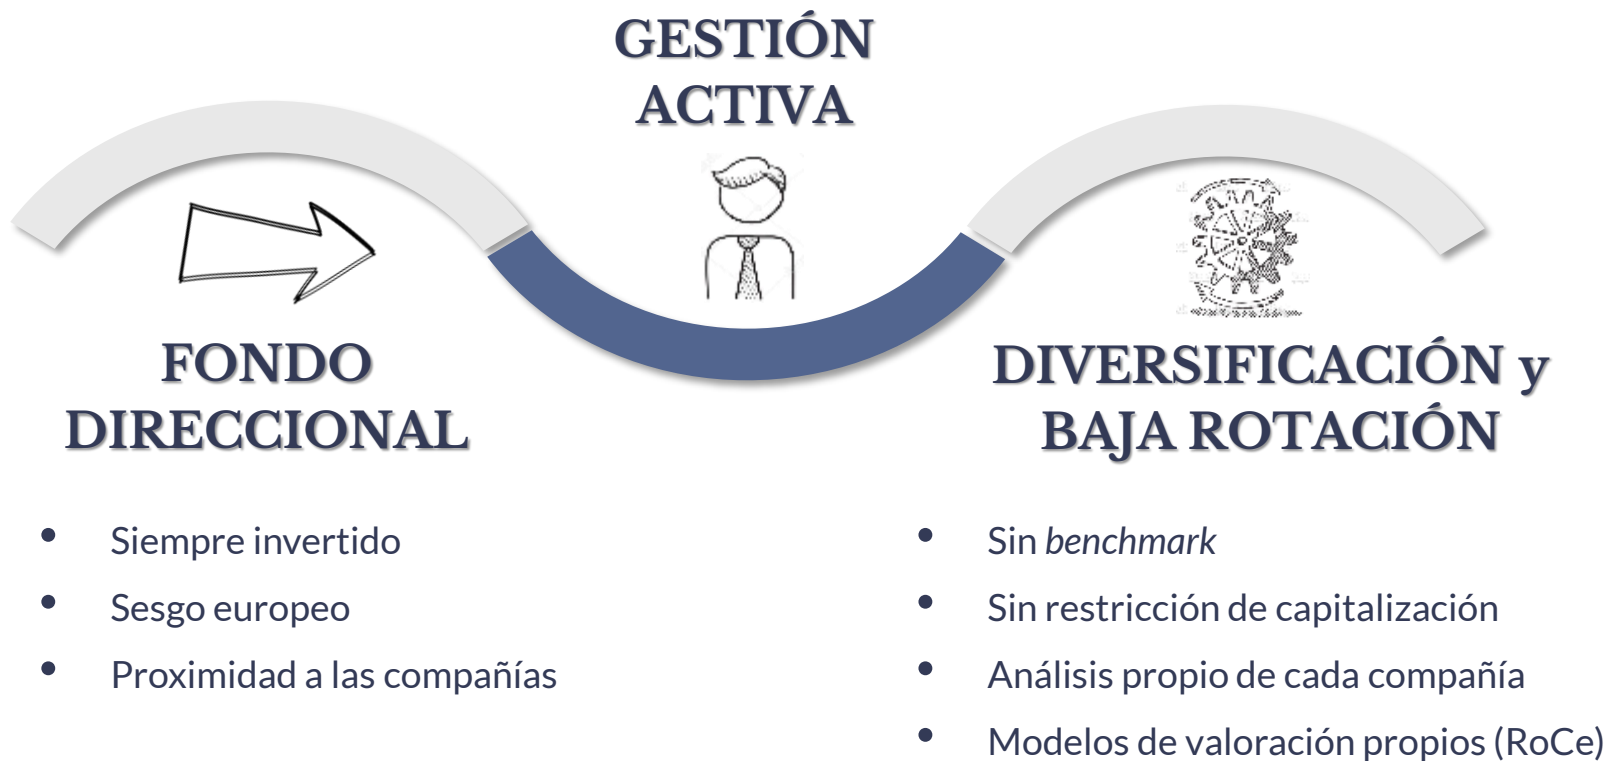 GESTIÓN
ACTIVA
FONDO
DIRECCIONAL
DIVERSIFICACIÓN y
BAJA ROTACIÓN
• Siempre invertido
• Sesgo europeo
• Proximidad a las compañías
• Sin benchmark
• Sin restricción de capitalización
• Análisis propio de cada compañía
• Modelos de valoración propios (RoCe)